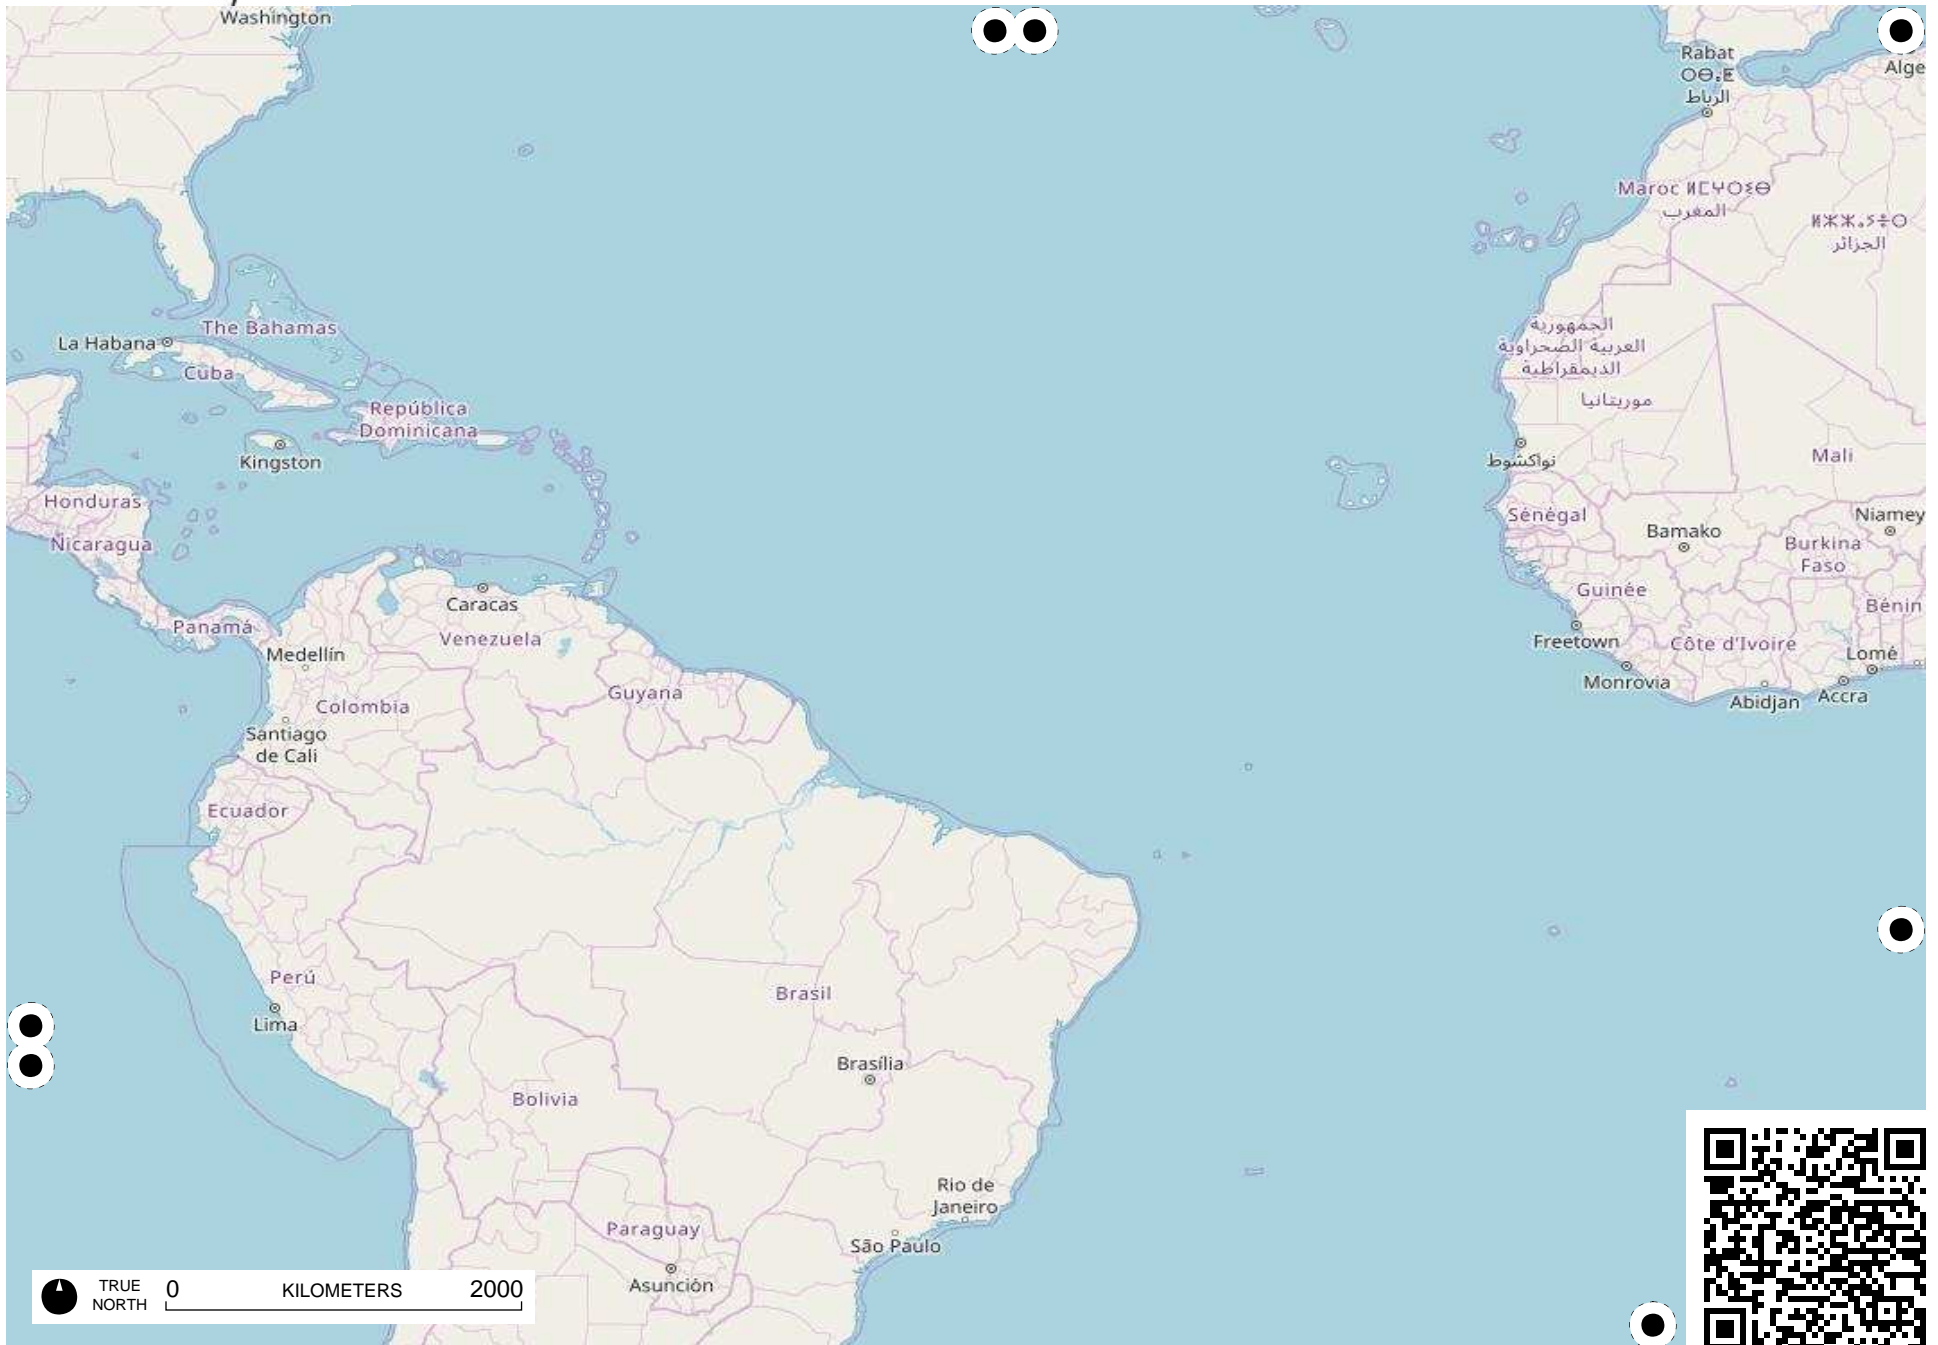 Washington
Rabat
ⵔⴱⴰⵟ
الرباط
Alge
Maroc ⵍⵎⵖⵔⵉⴱ
المغرب
ⵍⵣⵣⴰⵢⴻⵔ
الجزائر
The Bahamas
La Habana
Cuba
الجمهورية
العربية الصحراوية
الديمقراطية
موريتانيا
República
Dominicana
Kingston
نواكشوط
Mali
Honduras
Nicaragua
Sénégal
Bamako
Niamey
Burkina
Faso
Guinée
Bénin
Caracas
Panamá
Venezuela
Freetown
Côte d'Ivoire
Lomé
Medellín
Monrovia
Abidjan
Accra
Guyana
Colombia
Santiago
de Cali
Ecuador
Perú
Brasil
Lima
Brasília
Bolivia
Rio de
Janeiro
Paraguay
São Paulo
Asunción
TRUE
NORTH
0 KILOMETERS 2000